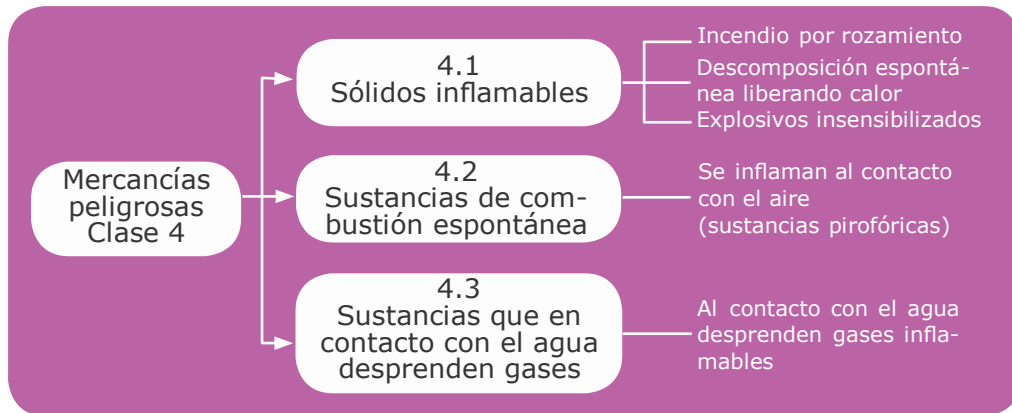 Mercancías
peligrosas
Clase 4
4.1
Sólidos inflamables
Incendio por rozamiento
Descomposición espontá-
nea liberando calor
Explosivos insensibilizados
4.2
Sustancias de com-
bustión espontánea
Se inflaman al contacto
con el aire
(sustancias pirofóricas)
4.3
Sustancias que en
contacto con el agua
desprenden gases
Al contacto con el agua
desprenden gases infla-
mables